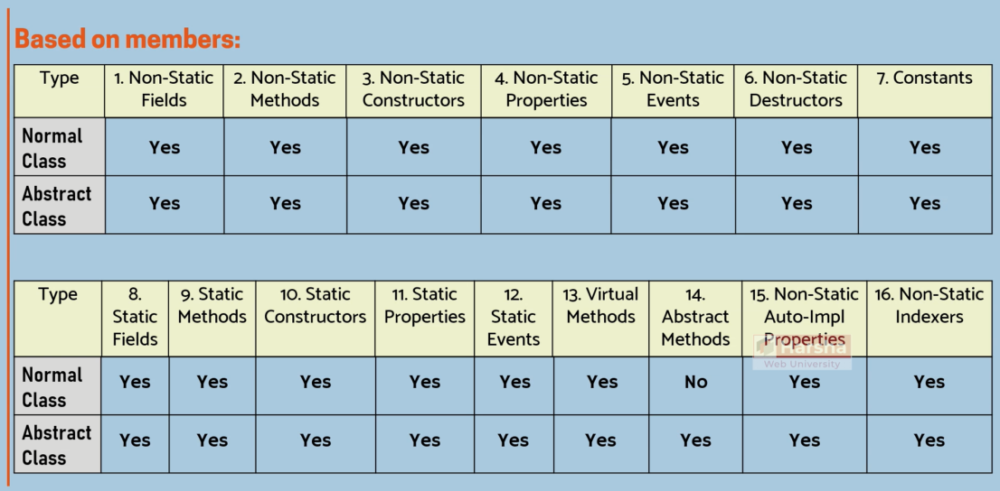 Based on members:
Type 1. Non-Static Fields 2. Non-Static Methods 3. Non-Static Constructors 4. Non-Static Properties 5. Non-Static Events 6. Non-Static Destructors 7. Constants
Normal Class Yes Yes Yes Yes Yes Yes Yes
Abstract Class Yes Yes Yes Yes Yes Yes Yes
Type 8. Static Fields 9. Static Methods 10. Static Constructors 11. Static Properties 12. Static Events 13. Virtual Methods 14. Abstract Methods 15. Non-Static Auto-Impl Properties 16. Non-Static Indexers
Harsha
Web University
Normal Class Yes Yes Yes Yes Yes Yes No Yes Yes
Abstract Class Yes Yes Yes Yes Yes Yes Yes Yes Yes